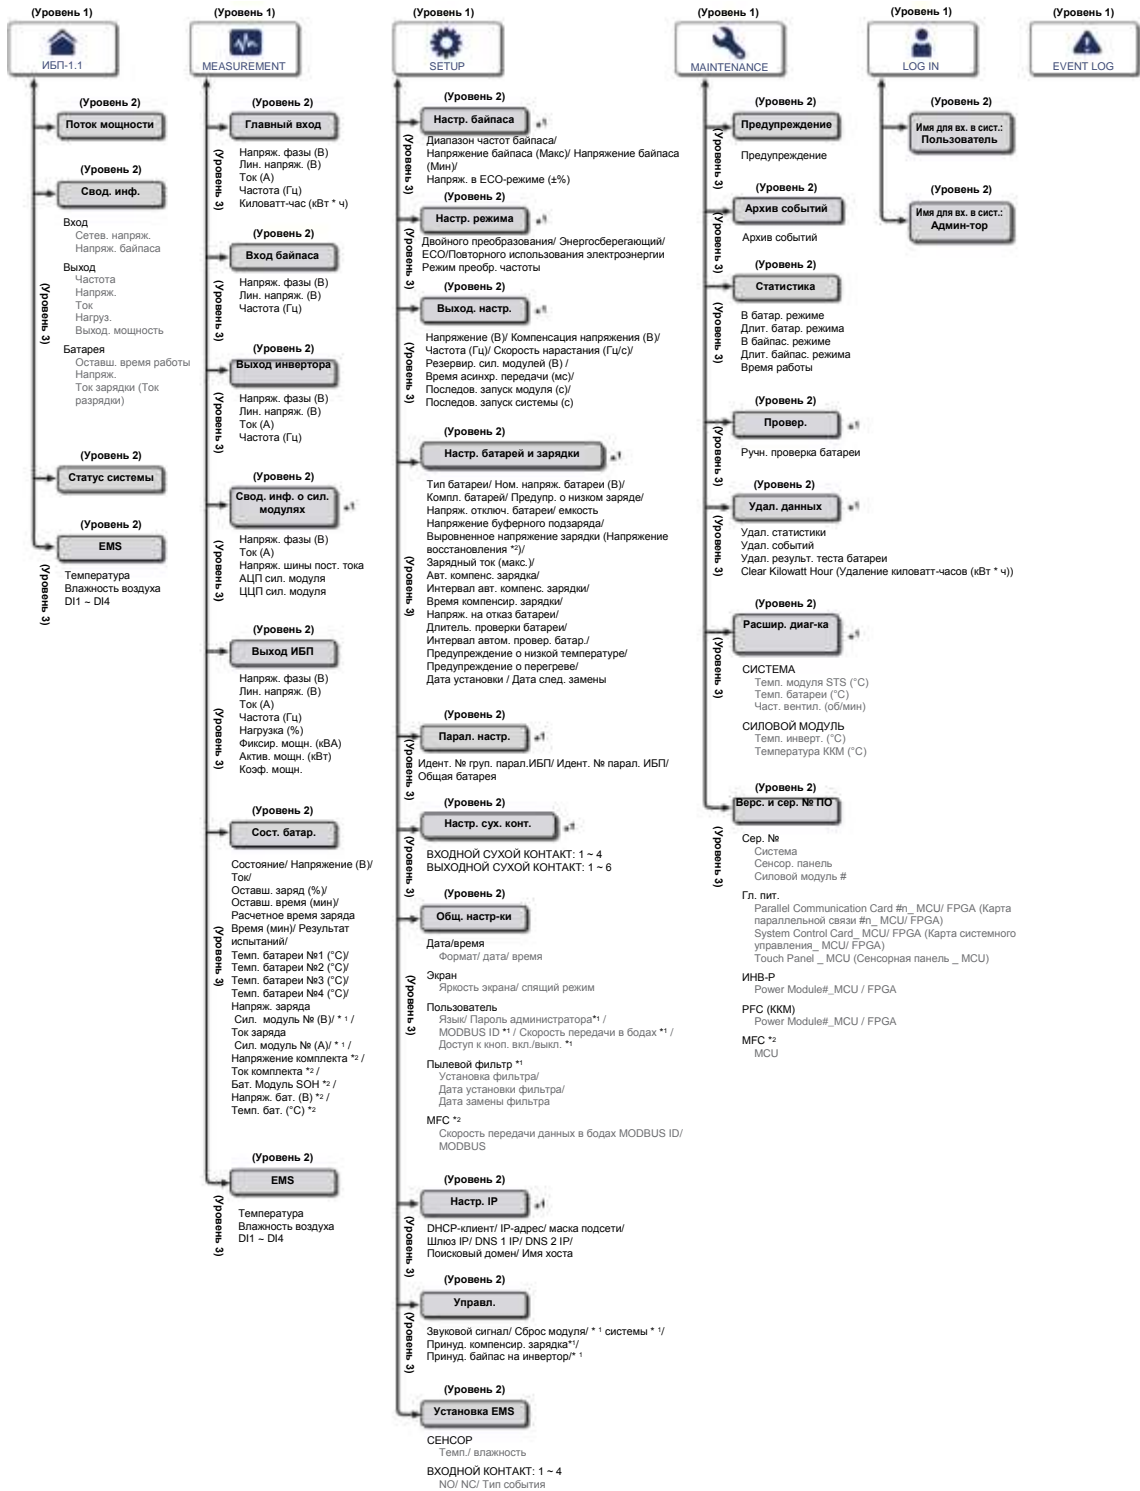 (Уровень 1)
ИБП-1.1
(Уровень 2)
Поток мощности
(Уровень 2)
Свод. инф.
Вход
Сетев. напряж.
Напряж. байпаса
Выход
Частота
Напряж.
Ток
Нагруз.
Выход. мощность
Батарея
Оставш. время работы
Напряж.
Ток зарядки (Ток
разрядки)
(Уровень 3)
(Уровень 2)
Статус системы
(Уровень 2)
EMS
(Уровень 3)
Температура
Влажность воздуха
DI1 ~ DI4
(Уровень 1)
MEASUREMENT
(Уровень 2)
Главный вход
(Уровень 3)
Напряж. фазы (В)
Лин. напряж. (В)
Ток (А)
Частота (Гц)
Киловатт-час (кВт * ч)
(Уровень 2)
Вход байпаса
(Уровень 3)
Напряж. фазы (В)
Лин. напряж. (В)
Частота (Гц)
(Уровень 2)
Выход инвертора
(Уровень 3)
Напряж. фазы (В)
Лин. напряж. (В)
Ток (А)
Частота (Гц)
(Уровень 2)
Свод. инф. о сил.
модулях
*1
(Уровень 3)
Напряж. фазы (В)
Ток (А)
Напряж. шины пост. тока
АЦП сил. модуля
ЦЦП сил. модуля
(Уровень 2)
Выход ИБП
(Уровень 3)
Напряж. фазы (В)
Лин. напряж. (В)
Ток (А)
Частота (Гц)
Нагрузка (%)
Фиксир. мощн. (кВА)
Актив. мощн. (кВт)
Коэф. мощн.
(Уровень 2)
Сост. батар.
(Уровень 3)
Состояние/ Напряжение (В)/
Ток/
Оставш. заряд (%)/
Оставш. время (мин)/
Расчетное время заряда
Время (мин)/ Результат
испытаний/
Темп. батареи №1 (°C)/
Темп. батареи №2 (°C)/
Темп. батареи №3 (°C)/
Темп. батареи №4 (°C)/
Напряж. заряда
Сил. модуль № (В)/ * 1 /
Ток заряда
Сил. модуль № (А)/ * 1 /
Напряжение комплекта *2 /
Ток комплекта *2 /
Бат. Модуль SOH *2 /
Напряж. бат. (В) *2 /
Темп. бат. (°C) *2
(Уровень 2)
EMS
(Уровень 3)
Температура
Влажность воздуха
DI1 ~ DI4
(Уровень 1)
SETUP
(Уровень 2)
Настр. байпаса
*1
(Уровень 3)
Диапазон частот байпаса/
Напряжение байпаса (Макс)/ Напряжение байпаса
(Мин)/
Напряж. в ECO-режиме (±%)
(Уровень 2)
Настр. режима
*1
(Уровень 3)
Двойного преобразования/ Энергосберегающий/
ECO/Повторного использования электроэнергии
Режим преобр. частоты
(Уровень 2)
Выход. настр.
*1
(Уровень 3)
Напряжение (В)/ Компенсация напряжения (В)/
Частота (Гц)/ Скорость нарастания (Гц/с)/
Резервир. сил. модулей (В) /
Время асинхр. передачи (мс)/
Последов. запуск модуля (с)/
Последов. запуск системы (с)
(Уровень 2)
Настр. батарей и зарядки
*1
(Уровень 3)
Тип батареи/ Ном. напряж. батареи (В)/
Компл. батарей/ Предупр. о низком заряде/
Напряж. отключ. батареи/ емкость
Напряжение буферного подзаряда/
Выровненное напряжение зарядки (Напряжение
восстановления *2)/
Зарядный ток (макс.)/
Авт. компенс. зарядка/
Интервал авт. компенс. зарядки/
Время компенсир. зарядки/
Напряж. на отказ батареи/
Длитель. проверки батареи/
Интервал автом. провер. батар./
Предупреждение о низкой температуре/
Предупреждение о перегреве/
Дата установки / Дата след. замены
(Уровень 2)
Парал. настр.
*1
(Уровень 3)
Идент. № груп. парал.ИБП/ Идент. № парал. ИБП/
Общая батарея
(Уровень 2)
Настр. сух. конт.
*1
(Уровень 3)
ВХОДНОЙ СУХОЙ КОНТАКТ: 1 ~ 4
ВЫХОДНОЙ СУХОЙ КОНТАКТ: 1 ~ 6
(Уровень 2)
Общ. настр-ки
(Уровень 3)
Дата/время
Формат/ дата/ время
Экран
Яркость экрана/ спящий режим
Пользователь
Язык/ Пароль администратора*1 /
MODBUS ID *1 / Скорость передачи в бодах *1 /
Доступ к кноп. вкл./выкл. *1
Пылевой фильтр *1
Установка фильтра/
Дата установки фильтра/
Дата замены фильтра
MFC *2
Скорость передачи данных в бодах MODBUS ID/
MODBUS
(Уровень 2)
Настр. IP
*1
(Уровень 3)
DHCP-клиент/ IP-адрес/ маска подсети/
Шлюз IP/ DNS 1 IP/ DNS 2 IP/
Поисковый домен/ Имя хоста
(Уровень 2)
Управл.
(Уровень 3)
Звуковой сигнал/ Сброс модуля/ * 1 системы * 1/
Принуд. компенсир. зарядка*1/
Принуд. байпас на инвертор/* 1
(Уровень 2)
Установка EMS
СЕНСОР
Темп./ влажность
ВХОДНОЙ КОНТАКТ: 1 ~ 4
NO/ NC/ Тип события
(Уровень 1)
MAINTENANCE
(Уровень 2)
Предупреждение
(Уровень 3)
Предупреждение
(Уровень 2)
Архив событий
(Уровень 3)
Архив событий
(Уровень 2)
Статистика
(Уровень 3)
В батар. режиме
Длит. батар. режима
В байпас. режиме
Длит. байпас. режима
Время работы
(Уровень 2)
Провер.
*1
(Уровень 3)
Ручн. проверка батареи
(Уровень 2)
Удал. данных
*1
(Уровень 3)
Удал. статистики
Удал. событий
Удал. результ. теста батареи
Clear Kilowatt Hour (Удаление киловатт-часов (кВт * ч))
(Уровень 2)
Расшир. диаг-ка
*1
(Уровень 3)
СИСТЕМА
Темп. модуля STS (°C)
Темп. батареи (°C)
Част. вентил. (об/мин)
СИЛОВОЙ МОДУЛЬ
Темп. инверт. (°C)
Температура ККМ (°C)
(Уровень 2)
Верс. и сер. № ПО
(Уровень 3)
Сер. №
Система
Сенсор. панель
Силовой модуль #
Гл. пит.
Parallel Communication Card #n_ MCU/ FPGA (Карта
параллельной связи #n_ MCU/ FPGA)
System Control Card_ MCU/ FPGA (Карта системного
управления_ MCU/ FPGA)
Touch Panel _ MCU (Сенсорная панель _ MCU)
ИНВ-Р
Power Module#_MCU / FPGA
PFC (ККМ)
Power Module#_MCU / FPGA
MFC *2
MCU
(Уровень 1)
LOG IN
(Уровень 2)
Имя для вх. в сист.:
Пользователь
(Уровень 2)
Имя для вх. в сист.:
Админ-тор
(Уровень 1)
EVENT LOG